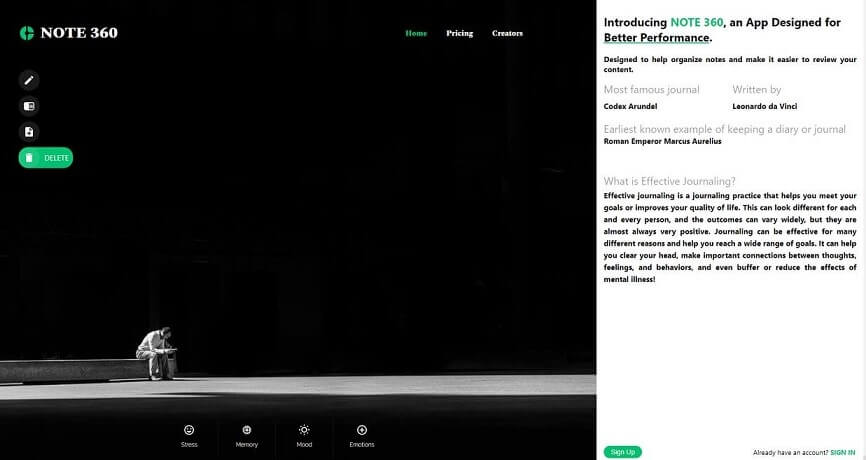 NOTE 360
Home Pricing Creators
DELETE
Stress Memory Mood Emotions
Introducing NOTE 360, an App Designed for
Better Performance.
Designed to help organize notes and make it easier to review your
content.
Most famous journal Written by
Codex Arundel Leonardo da Vinci
Earliest known example of keeping a diary or journal
Roman Emperor Marcus Aurelius
What is Effective Journaling?
Effective journaling is a journaling practice that helps you meet your
goals or improves your quality of life. This can look different for each
and every person, and the outcomes can vary widely, but they are
almost always very positive. Journaling can be effective for many
different reasons and help you reach a wide range of goals. It can help
you clear your head, make important connections between thoughts,
feelings, and behaviors, and even buffer or reduce the effects of
mental illness!
Sign Up Already have an account? SIGN IN